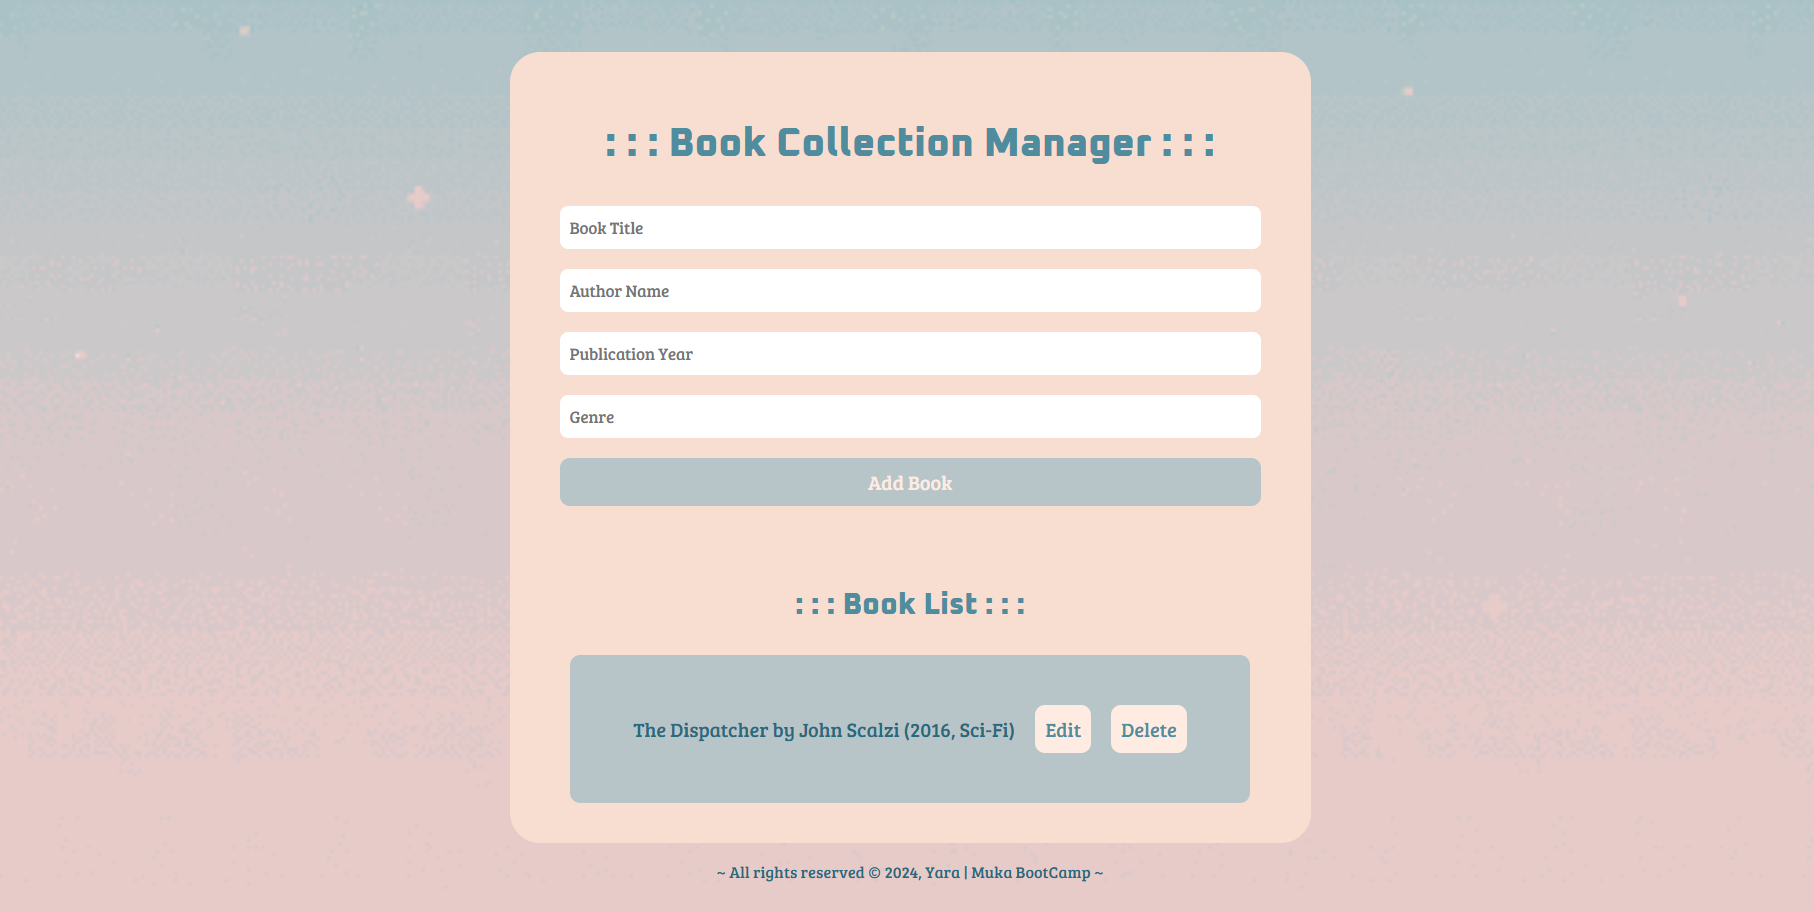 : : : Book Collection Manager : : :
Book Title
Author Name
Publication Year
Genre
Add Book
: : : Book List : : :
The Dispatcher by John Scalzi (2016, Sci-Fi) Edit Delete
~ All rights reserved © 2024, Yara | Muka BootCamp ~